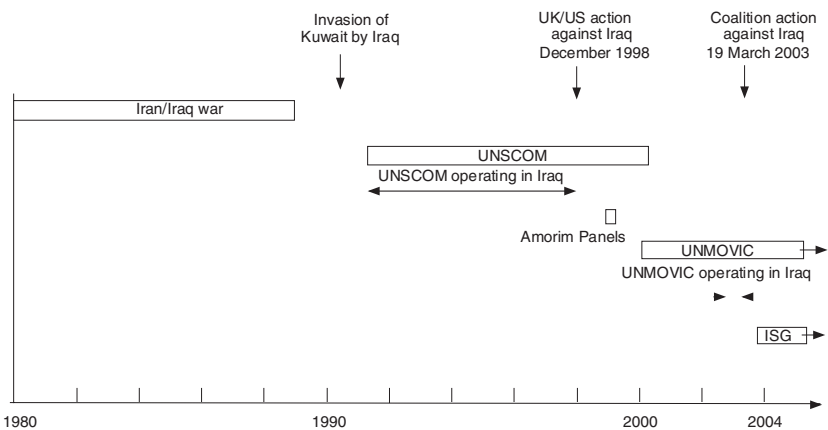 Invasion of
Kuwait by Iraq
UK/US action
against Iraq
December 1998
Coalition action
against Iraq
19 March 2003
Iran/Iraq war
UNSCOM
UNSCOM operating in Iraq
Amorim Panels
UNMOVIC
UNMOVIC operating in Iraq
ISG
1980
1990
2000
2004